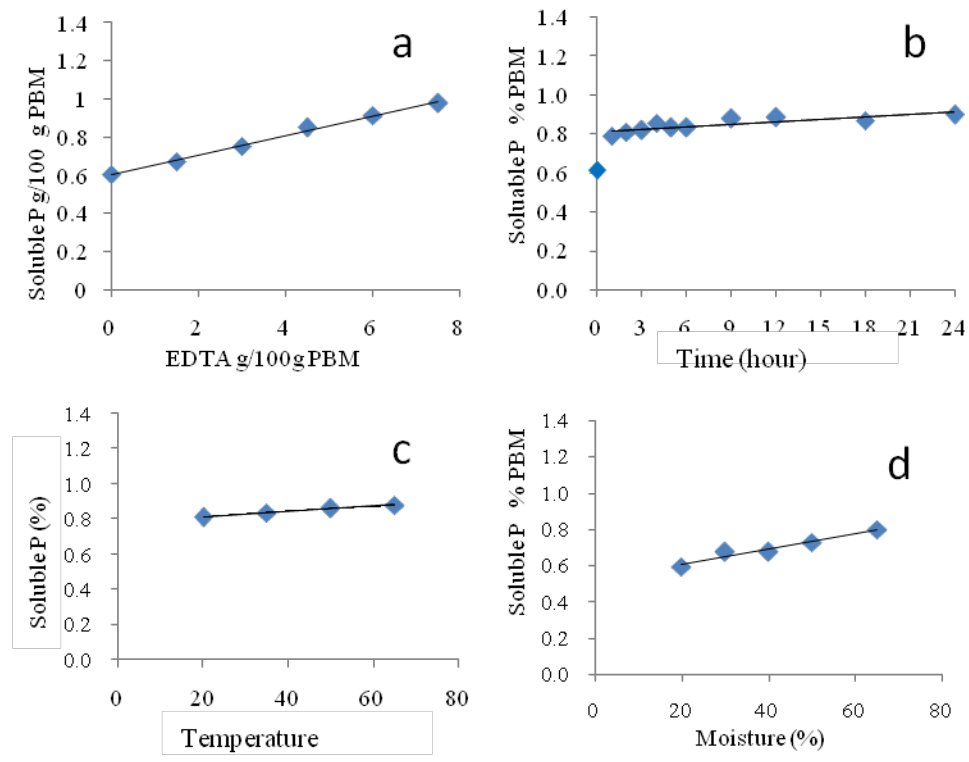 a
1.4
1.2
1
0.8
0.6
0.4
0.2
0
0 2 4 6 8
Soluble P g/100 g PBM
EDTA g/100g PBM
b
1.4
1.2
1.0
0.8
0.6
0.4
0.2
0.0
0 3 6 9 12 15 18 21 24
Soluable P % PBM
Time (hour)
c
1.4
1.2
1.0
0.8
0.6
0.4
0.2
0.0
0 20 40 60 80
Soluble P (%)
Temperature
d
1.4
1.2
1.0
0.8
0.6
0.4
0.2
0.0
0 20 40 60 80
Soluble P % PBM
Moisture (%)